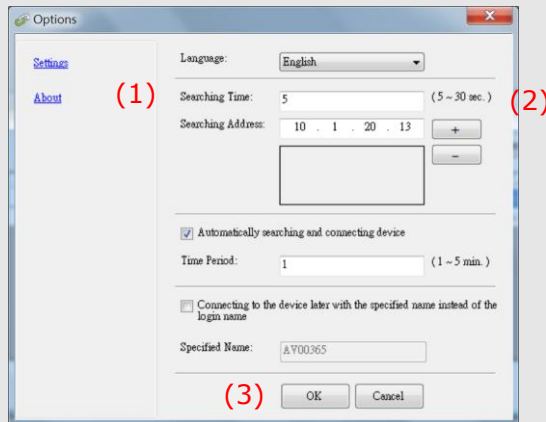 Options
Settings
About
(1)
Language: English
Searching Time: 5 (5 ~ 30 sec.)
(2)
Searching Address: 10 . 1 . 20 . 13 +
–
Automatically searching and connecting device
Time Period: 1 (1 ~ 5 min.)
Connecting to the device later with the specified name instead of the
login name
Specified Name: AV00365
(3) OK Cancel